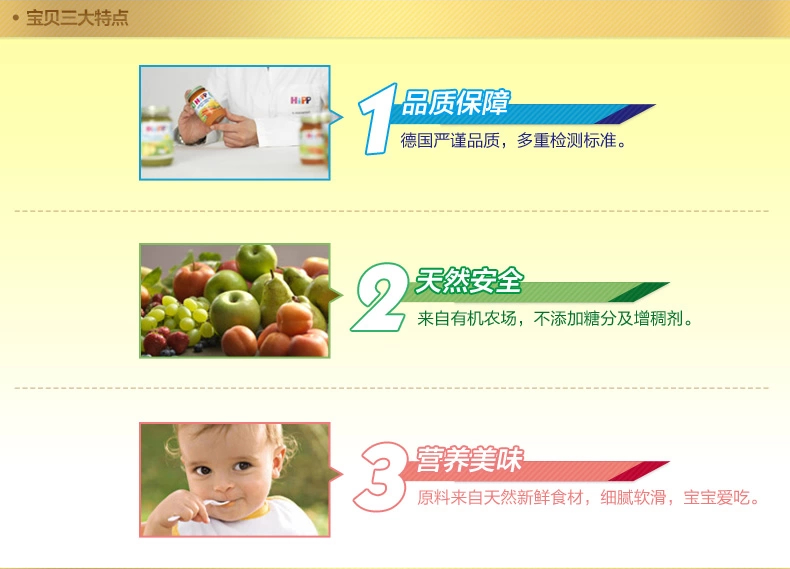 • 宝贝三大特点
HiPP
HiPP
1 品质保障
德国严谨品质，多重检测标准。
2 天然安全
来自有机农场，不添加糖分及增稠剂。
3 营养美味
原料来自天然新鲜食材，细腻软滑，宝宝爱吃。